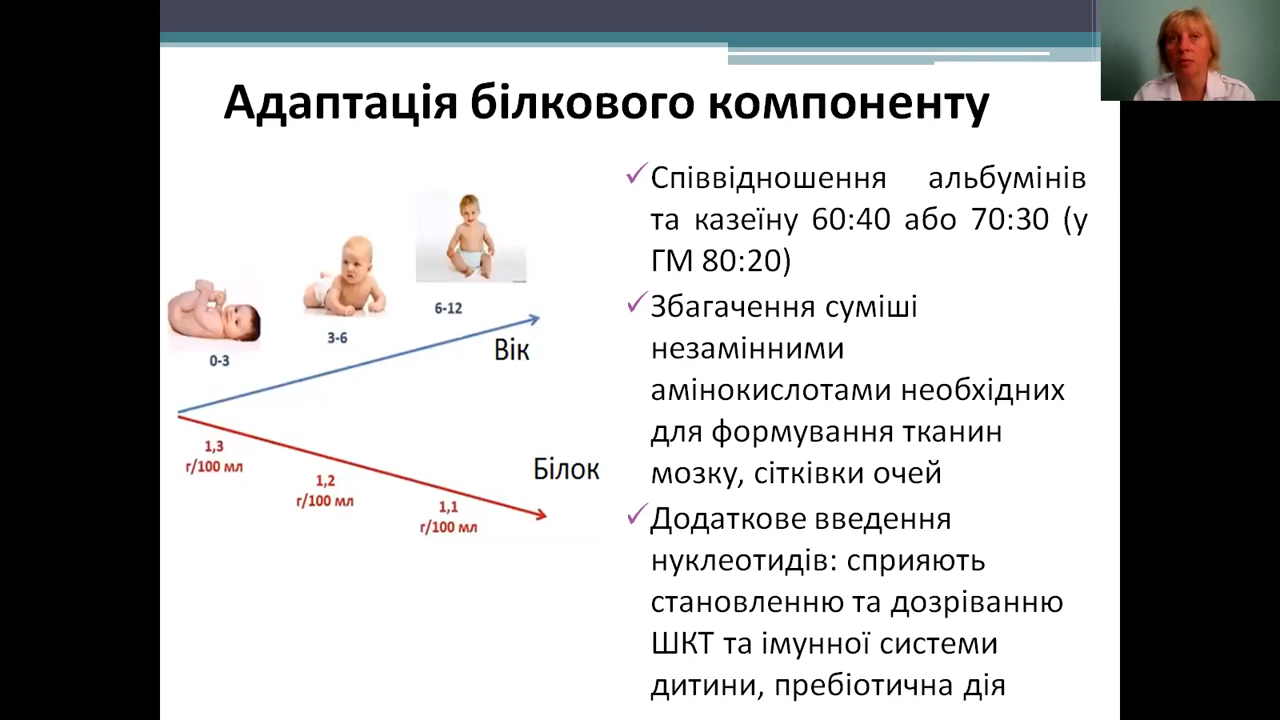 Адаптація білкового компоненту
0-3
3-6
6-12
Вік
1,3
г/100 мл
1,2
г/100 мл
1,1
г/100 мл
Білок
Співвідношення альбумінів
та казеїну 60:40 або 70:30 (у
ГМ 80:20)
Збагачення суміші
незамінними
амінокислотами необхідних
для формування тканин
мозку, сітківки очей
Додаткове введення
нуклеотидів: сприяють
становленню та дозріванню
ШКТ та імунної системи
дитини, пребіотична дія